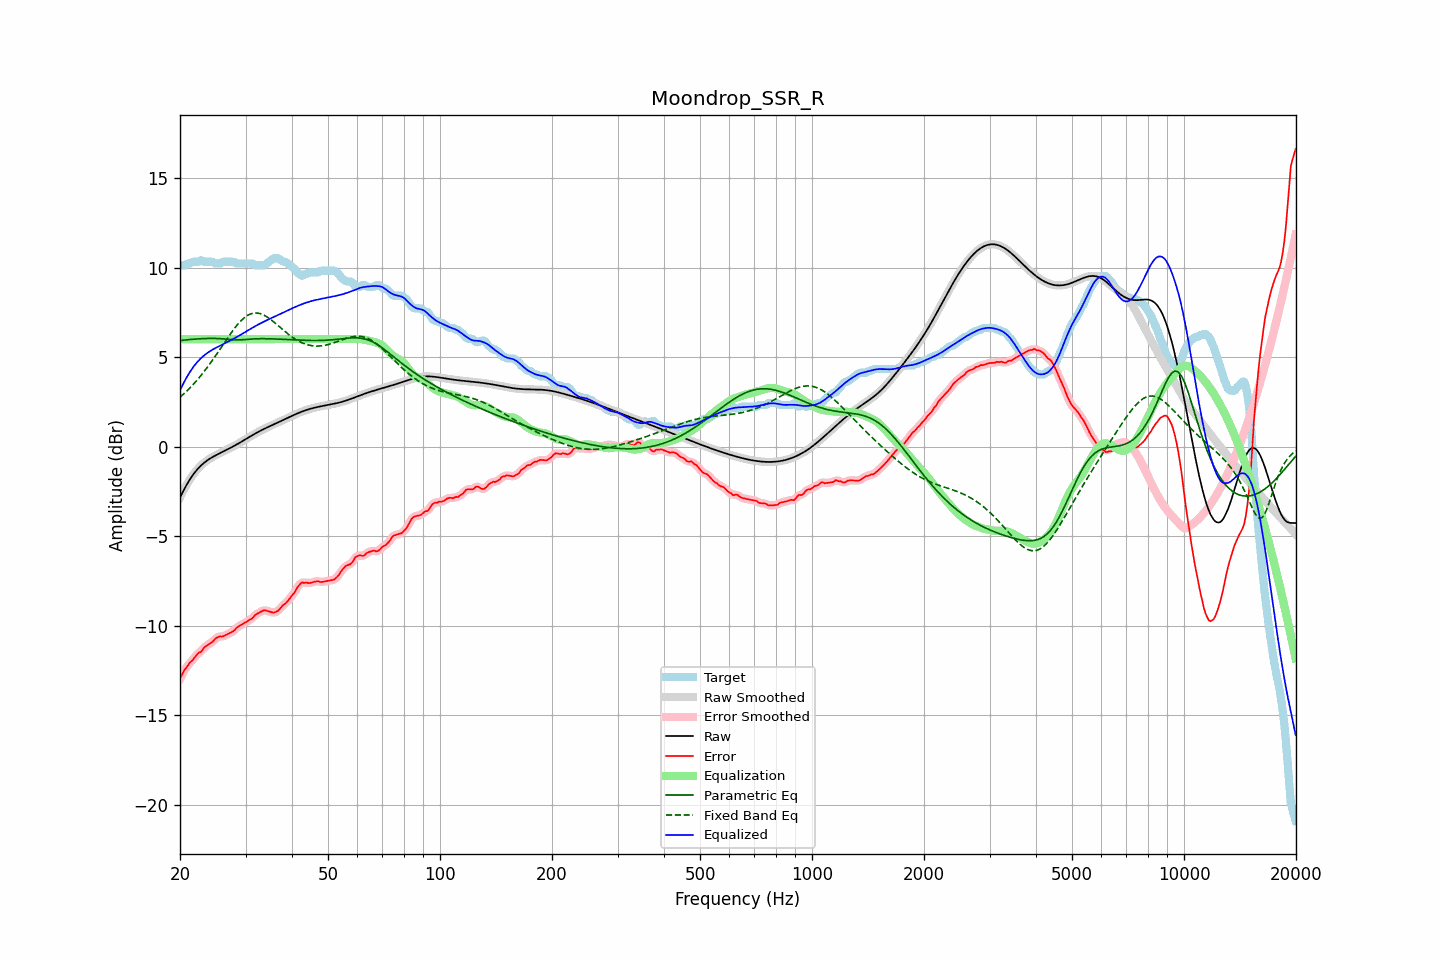 Moondrop_SSR_R
Amplitude (dBr)
15
10
5
0
−5
−10
−15
−20
Target
Raw Smoothed
Error Smoothed
Raw
Error
Equalization
Parametric Eq
Fixed Band Eq
Equalized
20 50 100 200 500 1000 2000 5000 10000 20000
Frequency (Hz)